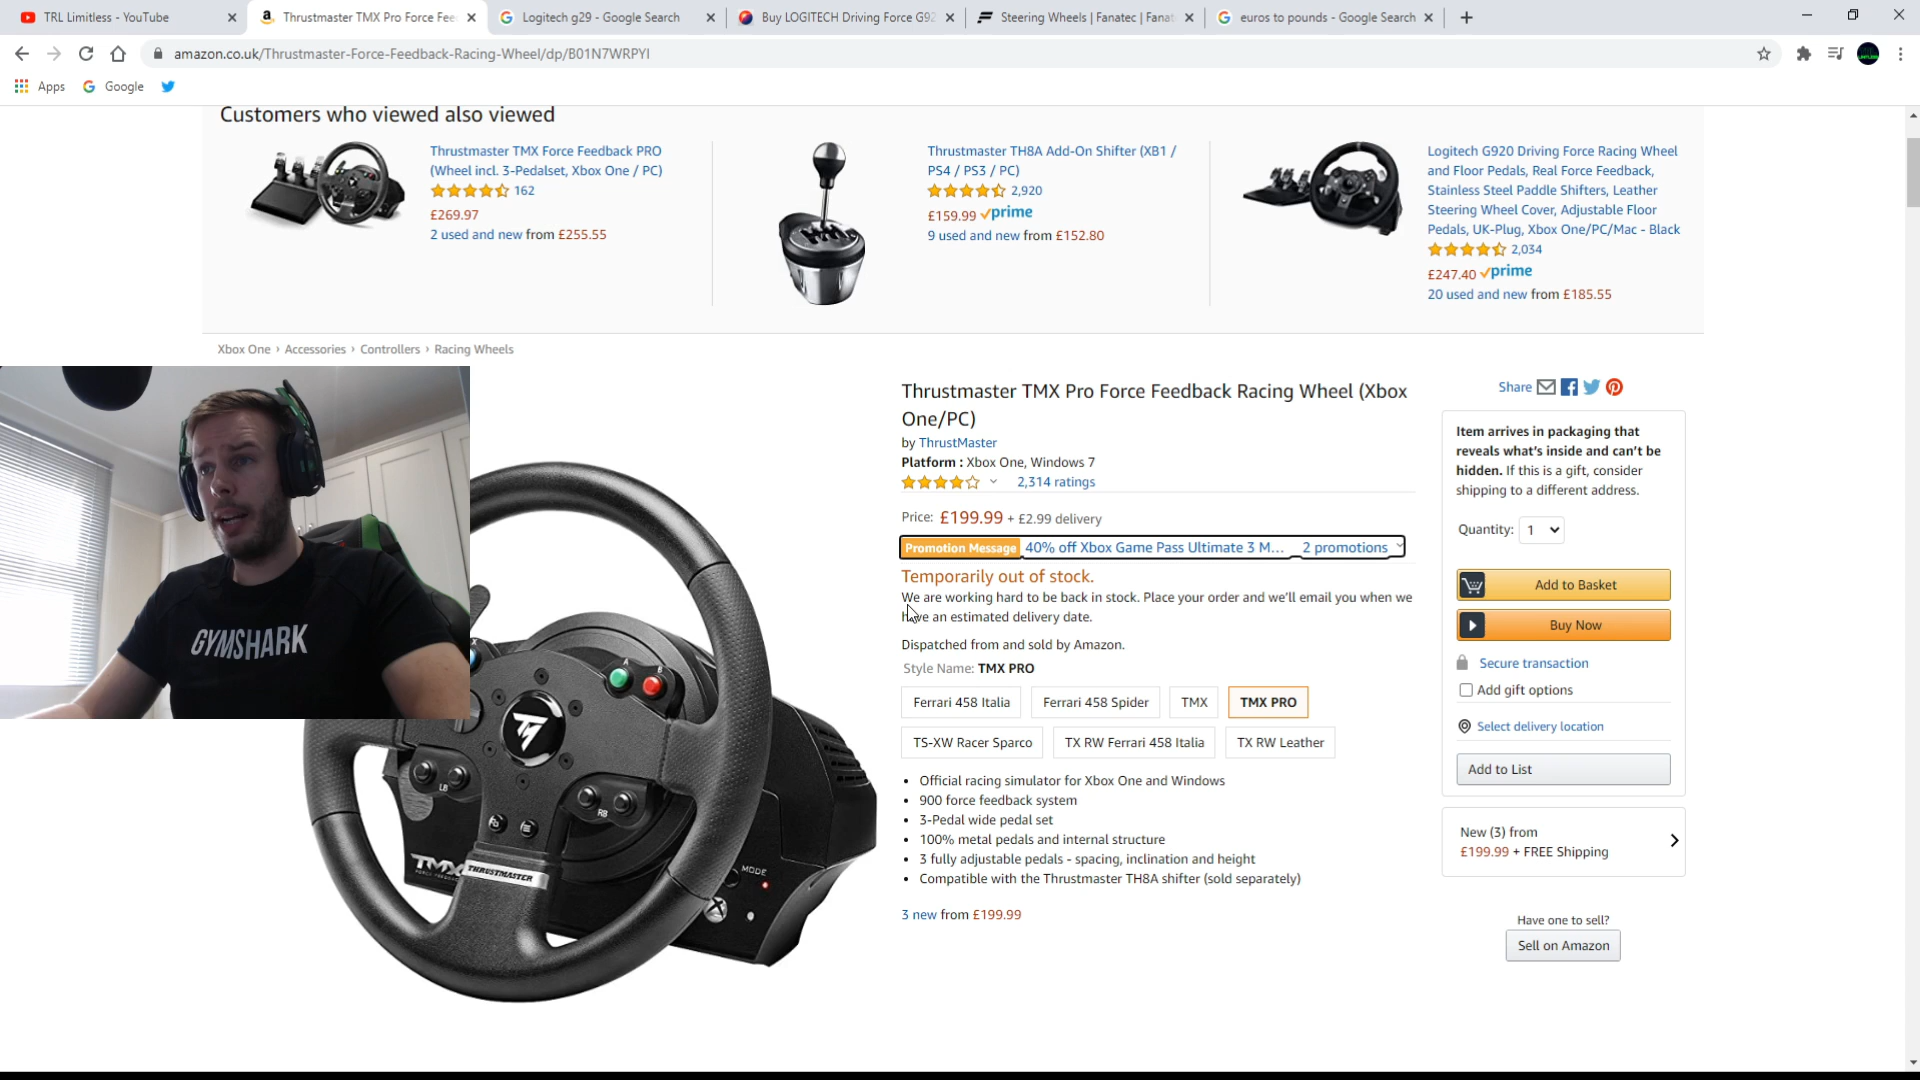 TRL Limitless - YouTube
Thrustmaster TMX Pro Force Fee
Logitech g29 - Google Search
Buy LOGITECH Driving Force G92
Steering Wheels | Fanatec | Fanat
euros to pounds - Google Search
amazon.co.uk/Thrustmaster-Force-Feedback-Racing-Wheel/dp/B01N7WRPYI
Apps
Google
Customers who viewed also viewed
Thrustmaster TMX Force Feedback PRO
(Wheel incl. 3-Pedalset, Xbox One / PC)
162
£269.97
2 used and new from £255.55
Thrustmaster TH8A Add-On Shifter (XB1 /
PS4 / PS3 / PC)
2,920
£159.99 prime
9 used and new from £152.80
Logitech G920 Driving Force Racing Wheel
and Floor Pedals, Real Force Feedback,
Stainless Steel Paddle Shifters, Leather
Steering Wheel Cover, Adjustable Floor
Pedals, UK-Plug, Xbox One/PC/Mac - Black
2,034
£247.40 prime
20 used and new from £185.55
Xbox One › Accessories › Controllers › Racing Wheels
GYMSHARK
A
B
LB
RB
MODE
TMX
THRUSTMASTER
Thrustmaster TMX Pro Force Feedback Racing Wheel (Xbox
One/PC)
by ThrustMaster
Platform : Xbox One, Windows 7
2,314 ratings
Price: £199.99 + £2.99 delivery
Promotion Message 40% off Xbox Game Pass Ultimate 3 M... 2 promotions
Temporarily out of stock.
We are working hard to be back in stock. Place your order and we'll email you when we
have an estimated delivery date.
Dispatched from and sold by Amazon.
Style Name: TMX PRO
Ferrari 458 Italia
Ferrari 458 Spider
TMX
TMX PRO
TS-XW Racer Sparco
TX RW Ferrari 458 Italia
TX RW Leather
• Official racing simulator for Xbox One and Windows
• 900 force feedback system
• 3-Pedal wide pedal set
• 100% metal pedals and internal structure
• 3 fully adjustable pedals - spacing, inclination and height
• Compatible with the Thrustmaster TH8A shifter (sold separately)
3 new from £199.99
Share
Item arrives in packaging that
reveals what's inside and can't be
hidden. If this is a gift, consider
shipping to a different address.
Quantity: 1
Add to Basket
Buy Now
Secure transaction
Add gift options
Select delivery location
Add to List
New (3) from
£199.99 + FREE Shipping
Have one to sell?
Sell on Amazon